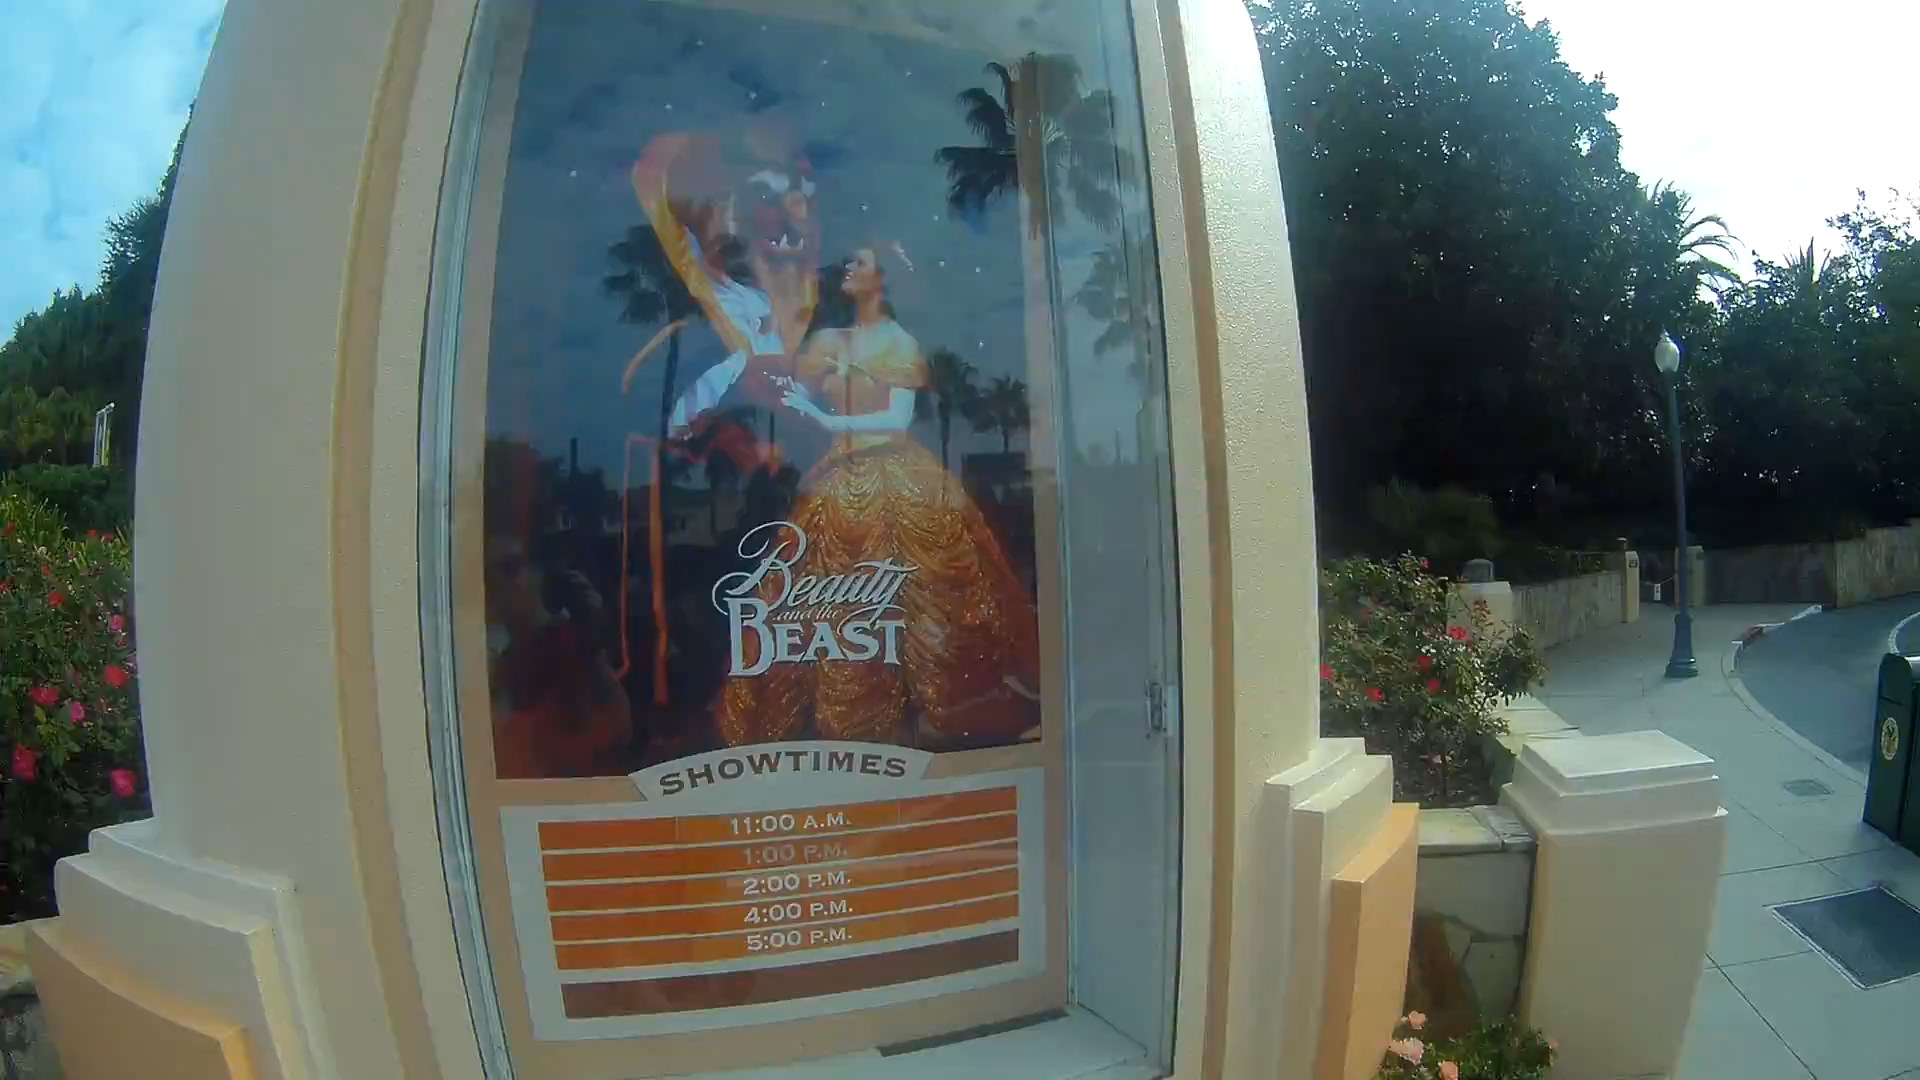 Beauty
and the
BEAST
SHOWTIMES
11:00 A.M.
1:00 P.M.
2:00 P.M.
4:00 P.M.
5:00 P.M.